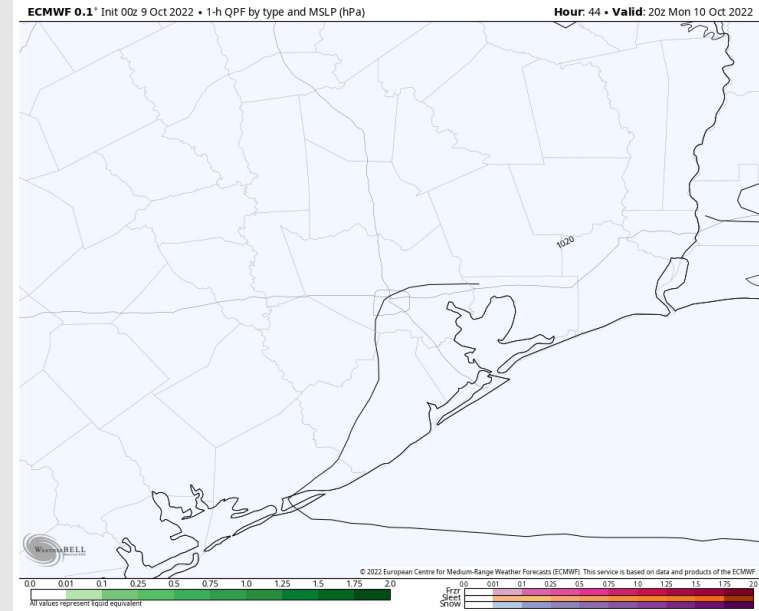 ECMWF 0.1° Init 00z 9 Oct 2022 • 1-h QPF by type and MSLP (hPa)
Hour: 44 • Valid: 20z Mon 10 Oct 2022
1020
WEATHERBELL
© 2022 European Centre for Medium-Range Weather Forecasts (ECMWF). This service is based on data and products of the ECMWF.
0.0 0.01 0.1 0.25 0.5 0.75 1.0 1.25 1.5 1.75 2.0
All values represent liquid equivalent
0.0 0.01 0.1 0.25 0.5 0.75 1.0 1.25 1.5 1.75 2.0
Frzr
Sleet
Snow